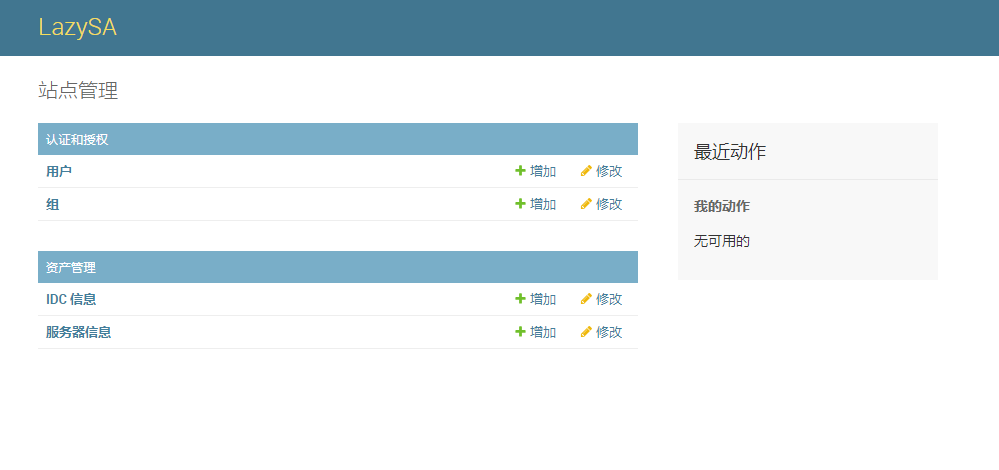 LazySA
站点管理
认证和授权
用户 增加 修改
组 增加 修改
资产管理
IDC 信息 增加 修改
服务器信息 增加 修改
最近动作
我的动作
无可用的